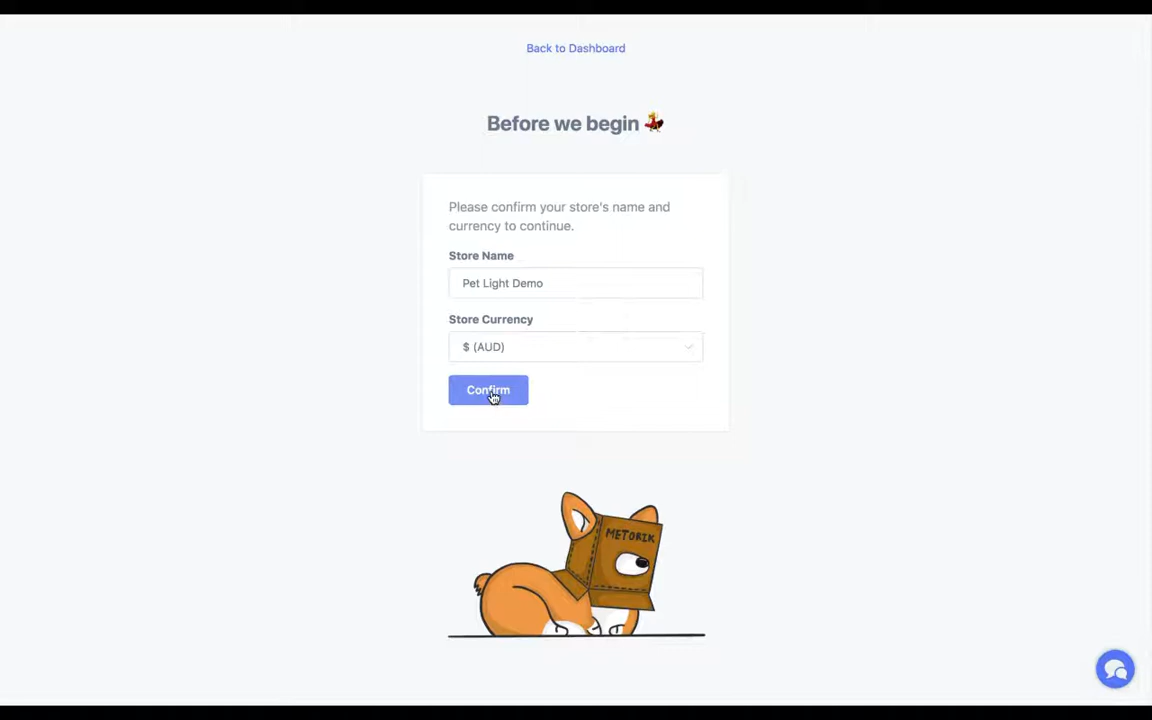 Back to Dashboard
Before we begin
Please confirm your store's name and
currency to continue.
Store Name
Pet Light Demo
Store Currency
$ (AUD)
Confirm
METORIK